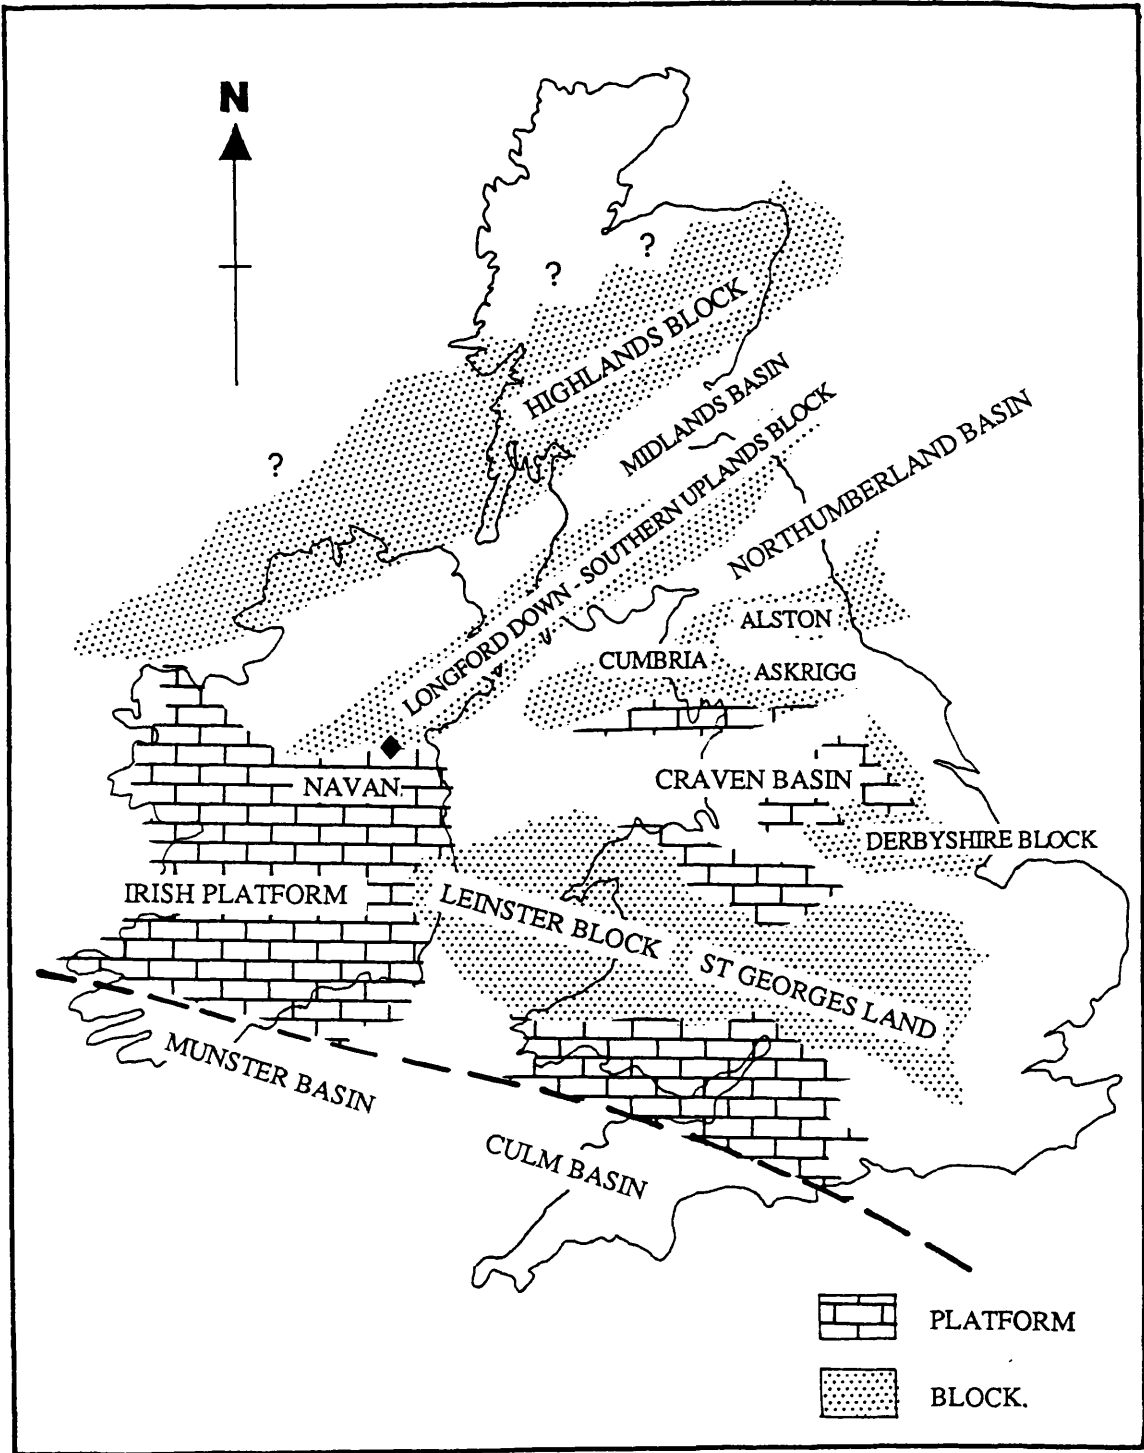 N
?
?
HIGHLANDS BLOCK
MIDLANDS BASIN
?
LONGFORD DOWN - SOUTHERN UPLANDS BLOCK
NORTHUMBERLAND BASIN
ALSTON
CUMBRIA
ASKRIGG
NAVAN
CRAVEN BASIN
DERBYSHIRE BLOCK
IRISH PLATFORM
LEINSTER BLOCK
ST GEORGES LAND
MUNSTER BASIN
CULM BASIN
PLATFORM
BLOCK.